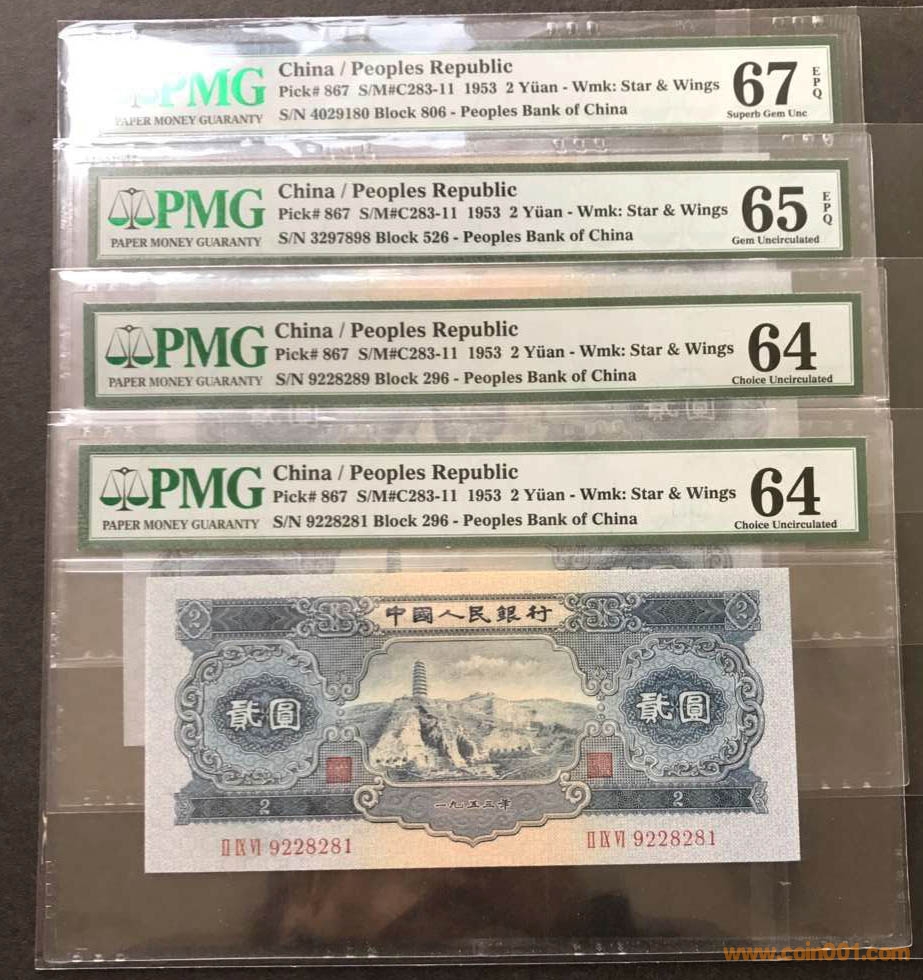 PMG
PAPER MONEY GUARANTY
China / Peoples Republic
Pick# 867 S/M#C283-11 1953 2 Yüan - Wmk: Star & Wings
S/N 4029180 Block 806 - Peoples Bank of China
67
EPQ
Superb Gem Unc
PMG
PAPER MONEY GUARANTY
China / Peoples Republic
Pick# 867 S/M#C283-11 1953 2 Yüan - Wmk: Star & Wings
S/N 3297898 Block 526 - Peoples Bank of China
65
EPQ
Gem Uncirculated
PMG
PAPER MONEY GUARANTY
China / Peoples Republic
Pick# 867 S/M#C283-11 1953 2 Yüan - Wmk: Star & Wings
S/N 9228289 Block 296 - Peoples Bank of China
64
Choice Uncirculated
貳圓
PMG
PAPER MONEY GUARANTY
China / Peoples Republic
Pick# 867 S/M#C283-11 1953 2 Yüan - Wmk: Star & Wings
S/N 9228281 Block 296 - Peoples Bank of China
64
Choice Uncirculated
2 中國人民銀行 2
貳圓 貳圓
2 一九五三年 2
II IX VI 9228281 II IX VI 9228281
www.coin001.com